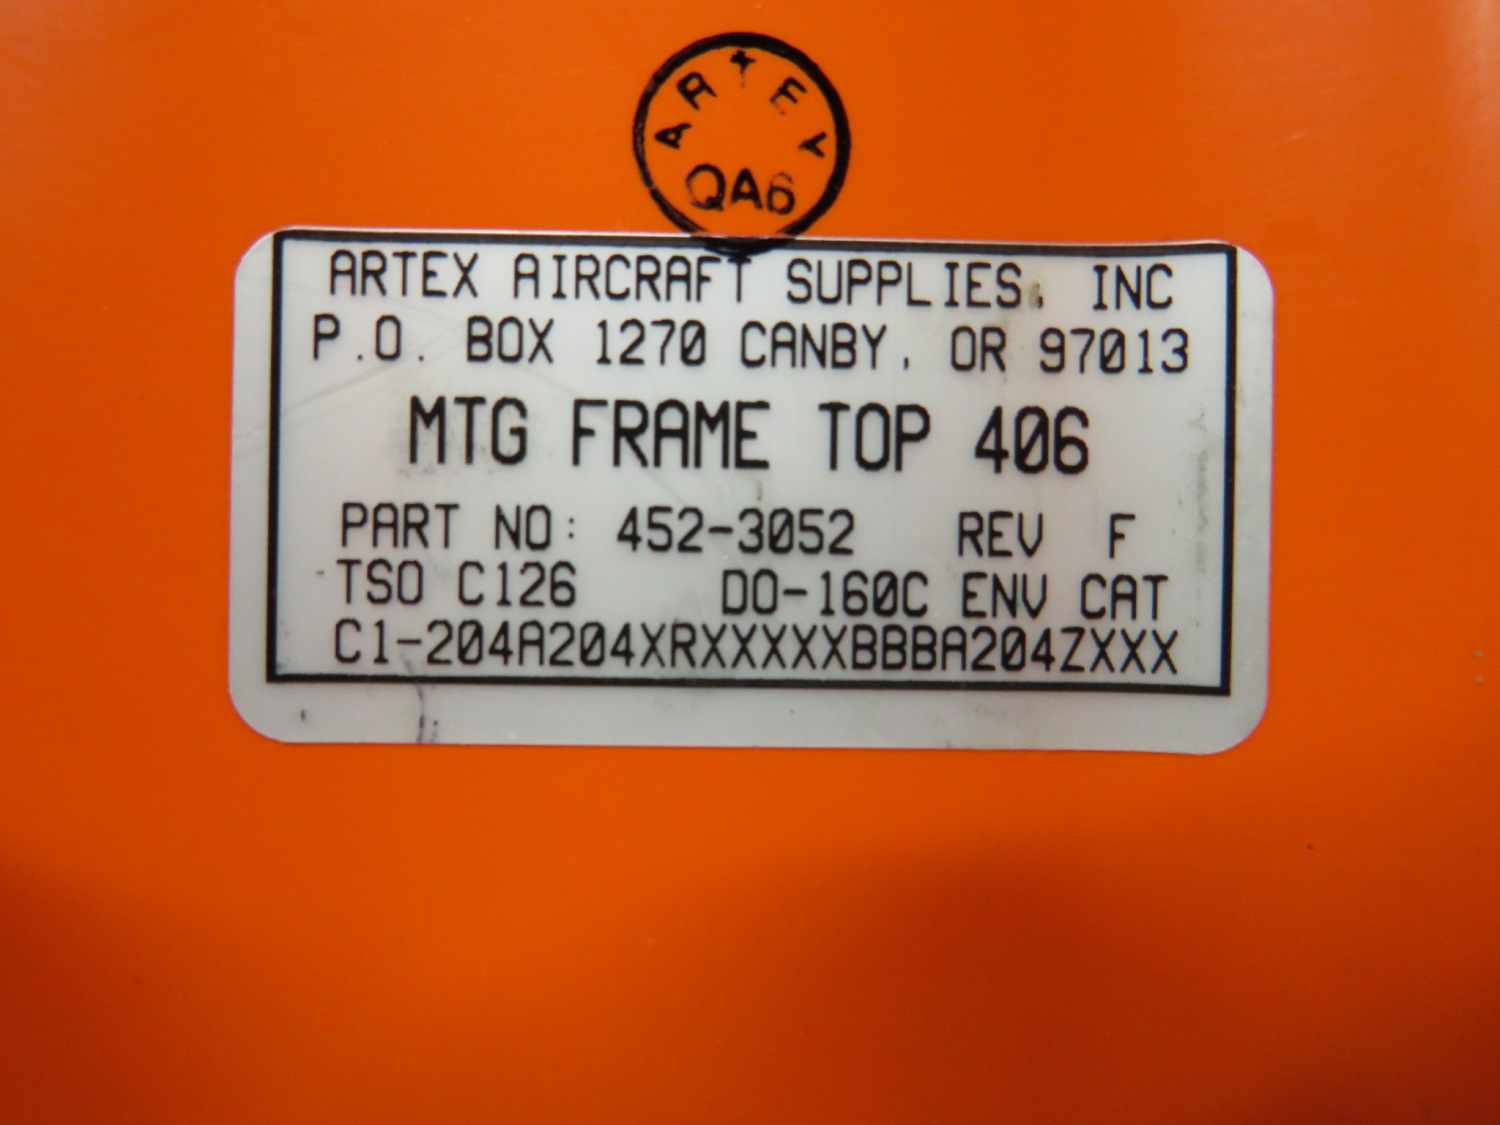 ARTEX
QA6
ARTEX AIRCRAFT SUPPLIES, INC
P.O. BOX 1270 CANBY, OR 97013
MTG FRAME TOP 406
PART NO: 452-3052 REV F
TSO C126 DO-160C ENV CAT
C1-204A204XRXXXXXBBBA204ZXXX